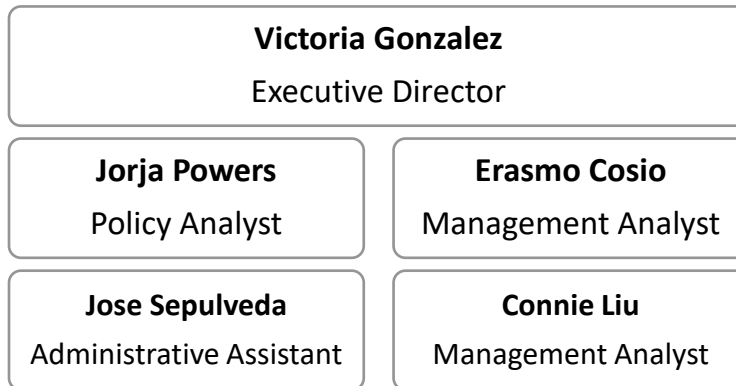 Victoria Gonzalez
Executive Director
Jorja Powers
Policy Analyst
Erasmo Cosio
Management Analyst
Jose Sepulveda
Administrative Assistant
Connie Liu
Management Analyst